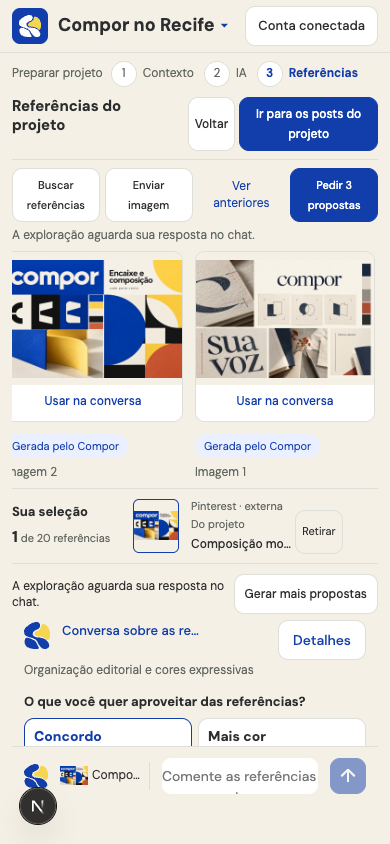 Compor no Recife
Conta conectada
Preparar projeto 1 Contexto 2 IA 3 Referências
Referências do
projeto
Voltar
Ir para os posts do
projeto
Buscar
referências
Enviar
imagem
Ver
anteriores
Pedir 3
propostas
A exploração aguarda sua resposta no chat.
compor
Encaixe e
composição
compor
sua
voz
Usar na conversa
Usar na conversa
Gerada pelo Compor
Gerada pelo Compor
magem 2
Imagem 1
Sua seleção
1 de 20 referências
Pinterest · externa
Do projeto
Composição mo...
Retirar
A exploração aguarda sua resposta no
chat.
Gerar mais propostas
Conversa sobre as re...
Detalhes
Organização editorial e cores expressivas
O que você quer aproveitar das referências?
Concordo
Mais cor
Compo...
Comente as referências
N